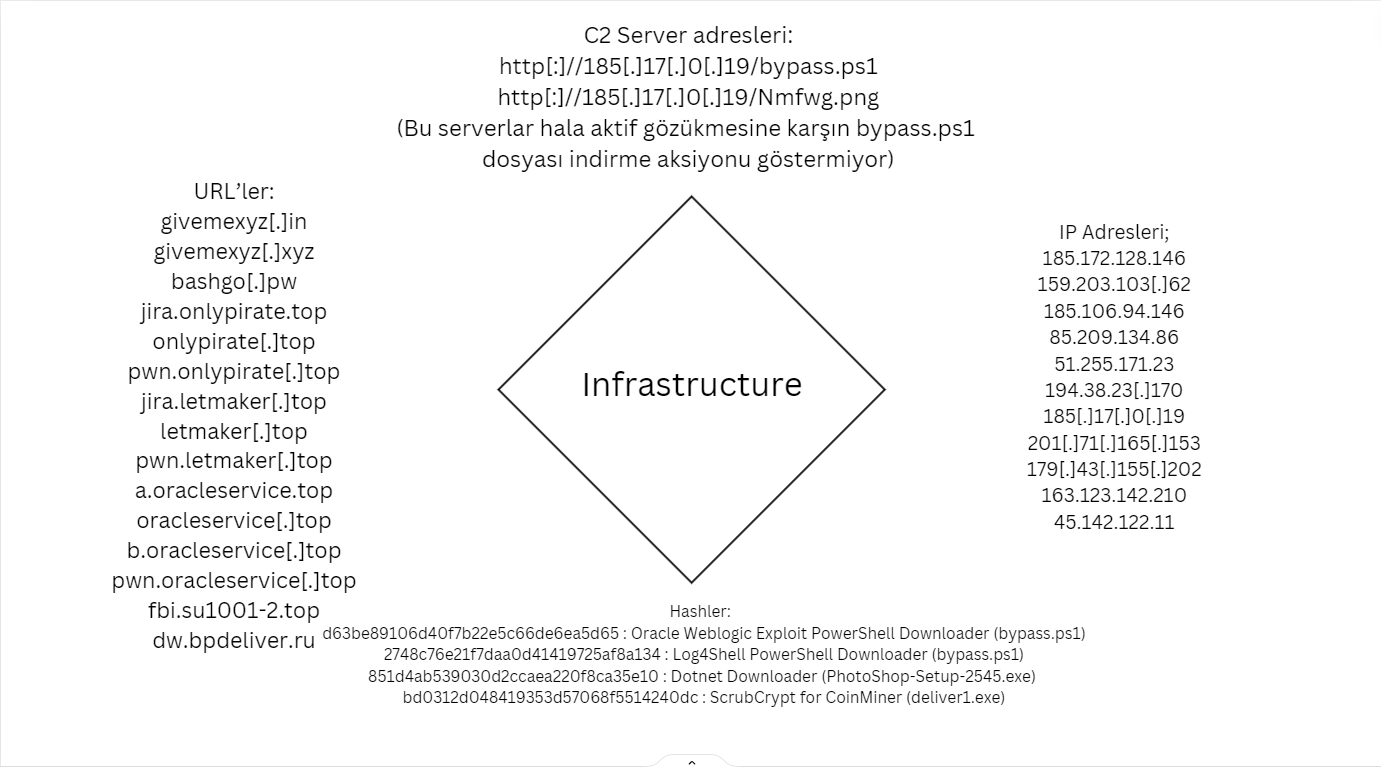 C2 Server adresleri:
http[:]//185[.]17[.]0[.]19/bypass.ps1
http[:]//185[.]17[.]0[.]19/Nmfwg.png
(Bu serverlar hala aktif gözükmesine karşın bypass.ps1
dosyası indirme aksiyonu göstermiyor)
URL’ler:
givemexyz[.]in
givemexyz[.]xyz
bashgo[.]pw
jira.onlypirate.top
onlypirate[.]top
pwn.onlypirate[.]top
jira.letmaker[.]top
letmaker[.]top
pwn.letmaker[.]top
a.oracleservice.top
oracleservice[.]top
b.oracleservice[.]top
pwn.oracleservice[.]top
fbi.su1001-2.top
dw.bpdeliver.ru
Infrastructure
IP Adresleri;
185.172.128.146
159.203.103[.]62
185.106.94.146
85.209.134.86
51.255.171.23
194.38.23[.]170
185[.]17[.]0[.]19
201[.]71[.]165[.]153
179[.]43[.]155[.]202
163.123.142.210
45.142.122.11
Hashler:
d63be89106d40f7b22e5c66de6ea5d65 : Oracle Weblogic Exploit PowerShell Downloader (bypass.ps1)
2748c76e21f7daa0d41419725af8a134 : Log4Shell PowerShell Downloader (bypass.ps1)
851d4ab539030d2ccaea220f8ca35e10 : Dotnet Downloader (PhotoShop-Setup-2545.exe)
bd0312d048419353d57068f5514240dc : ScrubCrypt for CoinMiner (deliver1.exe)